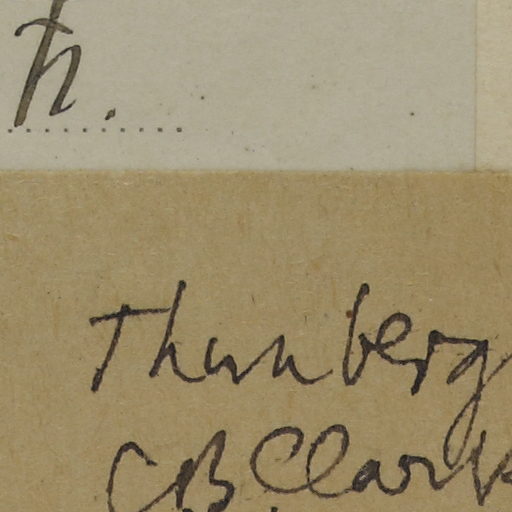 h.
Thunberg
C.B. Clark